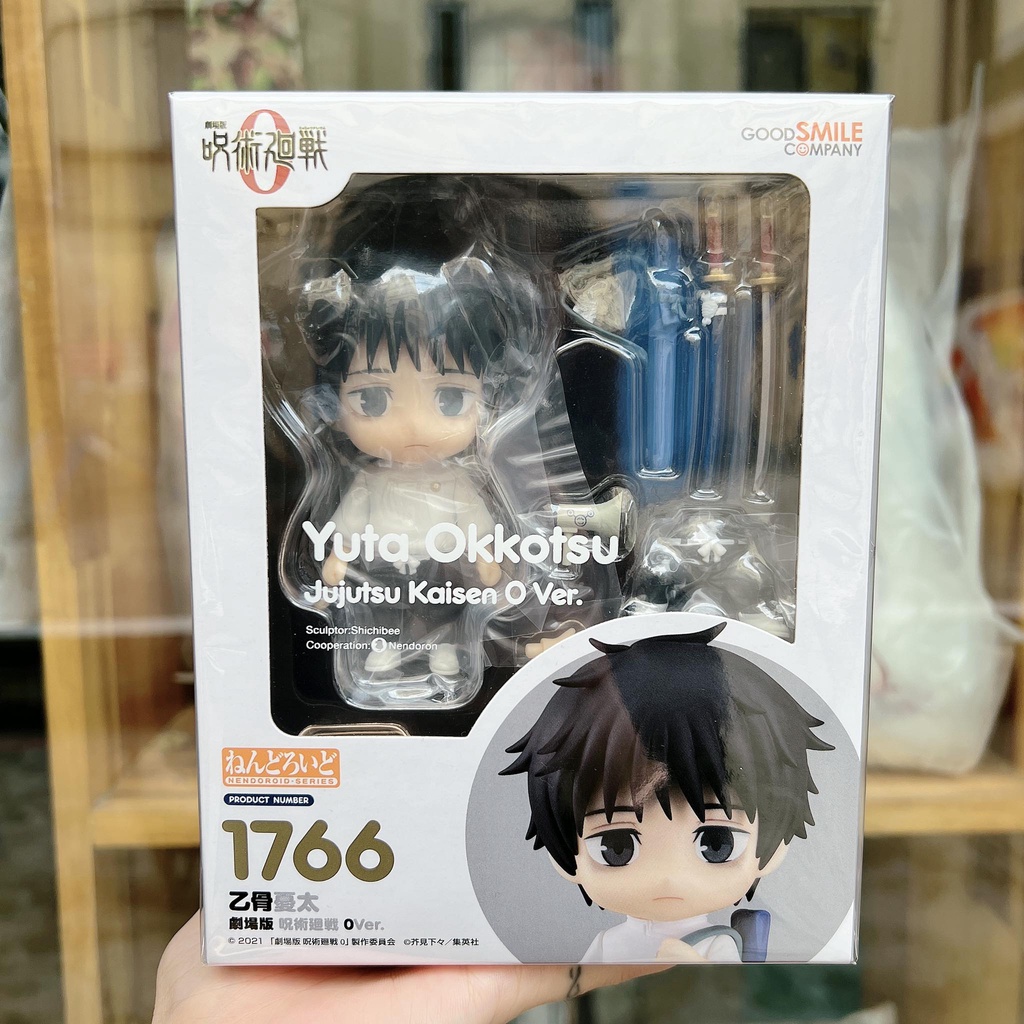 劇場版
呪術廻戦
0
GOODSMILE
COMPANY
Yuta Okkotsu
Jujutsu Kaisen 0 Ver.
Sculptor:Shichibee
Cooperation: Nendoron
ねんどろいど
NENDOROID-SERIES
PRODUCT NUMBER
1766
乙骨憂太
劇場版 呪術廻戦 0Ver.
© 2021 「劇場版 呪術廻戦 0」製作委員会 ©芥見下々/集英社